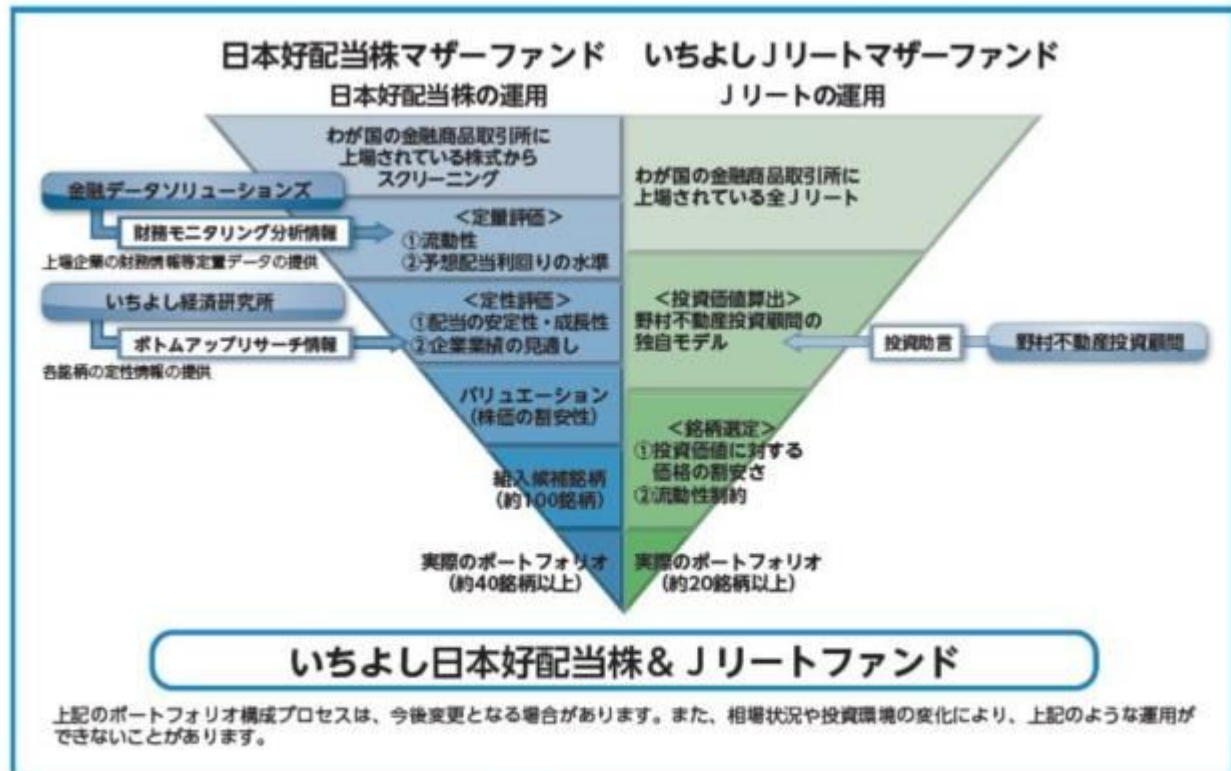 日本好配当株マザーファンド
日本好配当株の運用
わが国の金融商品取引所に
上場されている株式から
スクリーニング
金融データソリューションズ
財務モニタリング分析情報
上場企業の財務情報等定量データの提供
＜定量評価＞
①流動性
②予想配当利回りの水準
いちよし経済研究所
ボトムアップリサーチ情報
各銘柄の定性情報の提供
＜定性評価＞
①配当の安定性・成長性
②企業業績の見通し
バリュエーション
(株価の割安性)
組入候補銘柄
(約100銘柄)
実際のポートフォリオ
(約40銘柄以上)
いちよしJリートマザーファンド
Jリートの運用
わが国の金融商品取引所に
上場されている全Jリート
＜投資価値算出＞
野村不動産投資顧問の
独自モデル
投資助言
野村不動産投資顧問
＜銘柄選定＞
①投資価値に対する
価格の割安さ
②流動性制約
実際のポートフォリオ
(約20銘柄以上)
いちよし日本好配当株＆Jリートファンド
上記のポートフォリオ構成プロセスは、今後変更となる場合があります。また、相場状況や投資環境の変化により、上記のような運用が
できないことがあります。